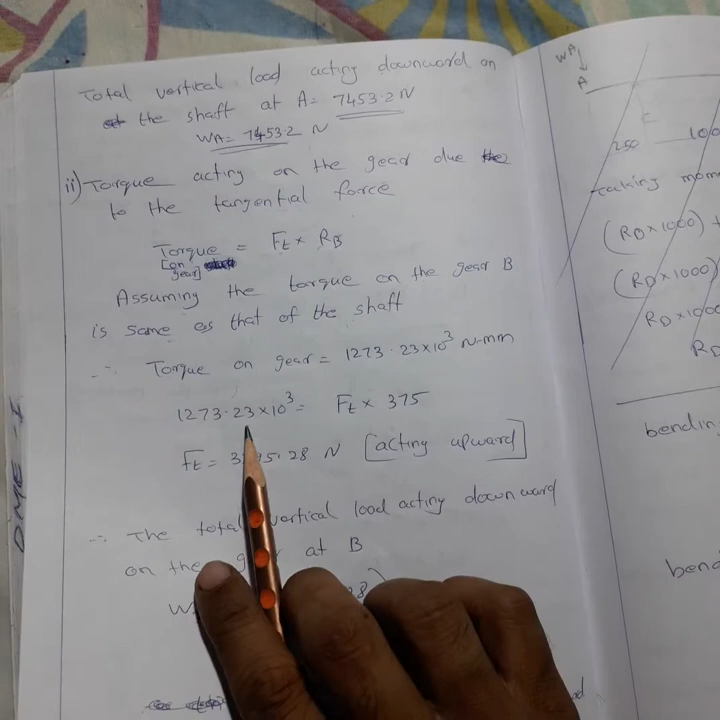 Total vertical load acting downward on
the shaft at A = 7453.2 N
WA = 7453.2 N
ii) Torque acting on the gear due
to the tangential force
Torque = Ft × RB
[on gear]
Assuming the torque on the gear B
is same as that of the shaft
∴ Torque on gear = 1273.23×10³ N-mm
1273.23×10³ = Ft × 375
Ft = 3 5.28 N [acting upward]
∴ The total vertical load acting downward
on the at B
DME - I
WA
A
C
250 100
taking mom
(RD×1000) +
(RD×1000)
RD×1000
RD
bendin
bend